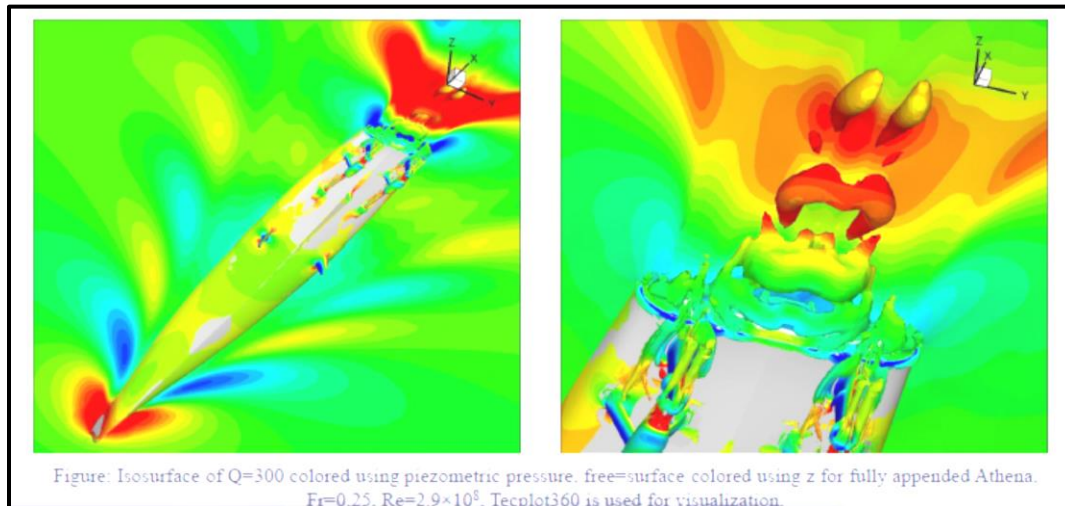 Z
X
Y
Z
X
Y
Figure: Isosurface of Q=300 colored using piezometric pressure. free=surface colored using z for fully appended Athena.
Fr=0.25, Re=2.9×10⁸. Tecplot360 is used for visualization.